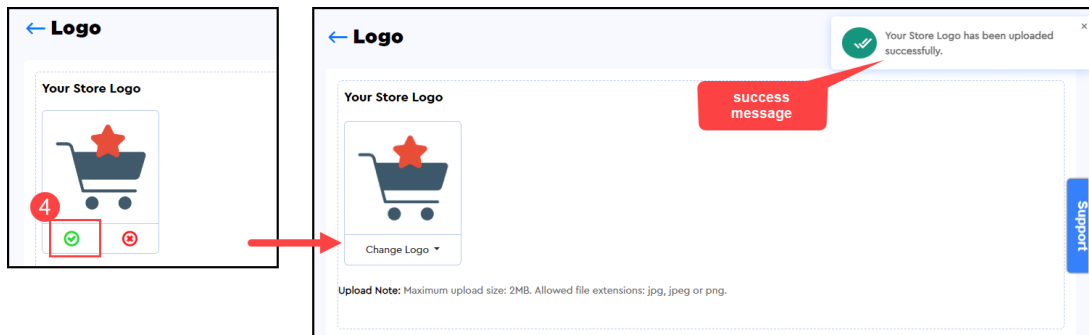 ← Logo
Your Store Logo
4
← Logo
Your Store Logo has been uploaded
successfully.
×
success
message
Your Store Logo
Change Logo
Upload Note: Maximum upload size: 2MB. Allowed file extensions: jpg, jpeg or png.
Support